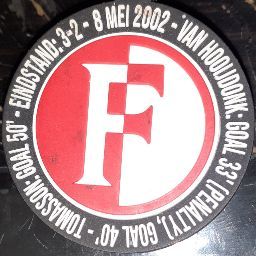 EINDSTAND: 3-2 - 8 MEI 2002 - VAN HOOIJDONK: GOAL 33' (PENALTY), GOAL 40' - TOMASSON: GOAL 50' -
F